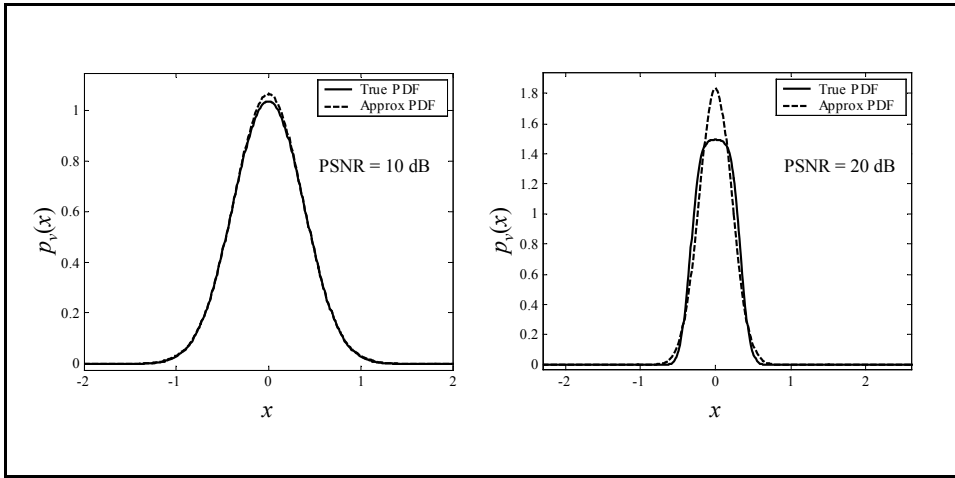 True PDF
Approx PDF
PSNR = 10 dB
1
0.8
0.6
0.4
0.2
0
-2
-1
0
1
2
x
p_v(x)
True PDF
Approx PDF
PSNR = 20 dB
1.8
1.6
1.4
1.2
1
0.8
0.6
0.4
0.2
0
-2
-1
0
1
2
x
p_v(x)